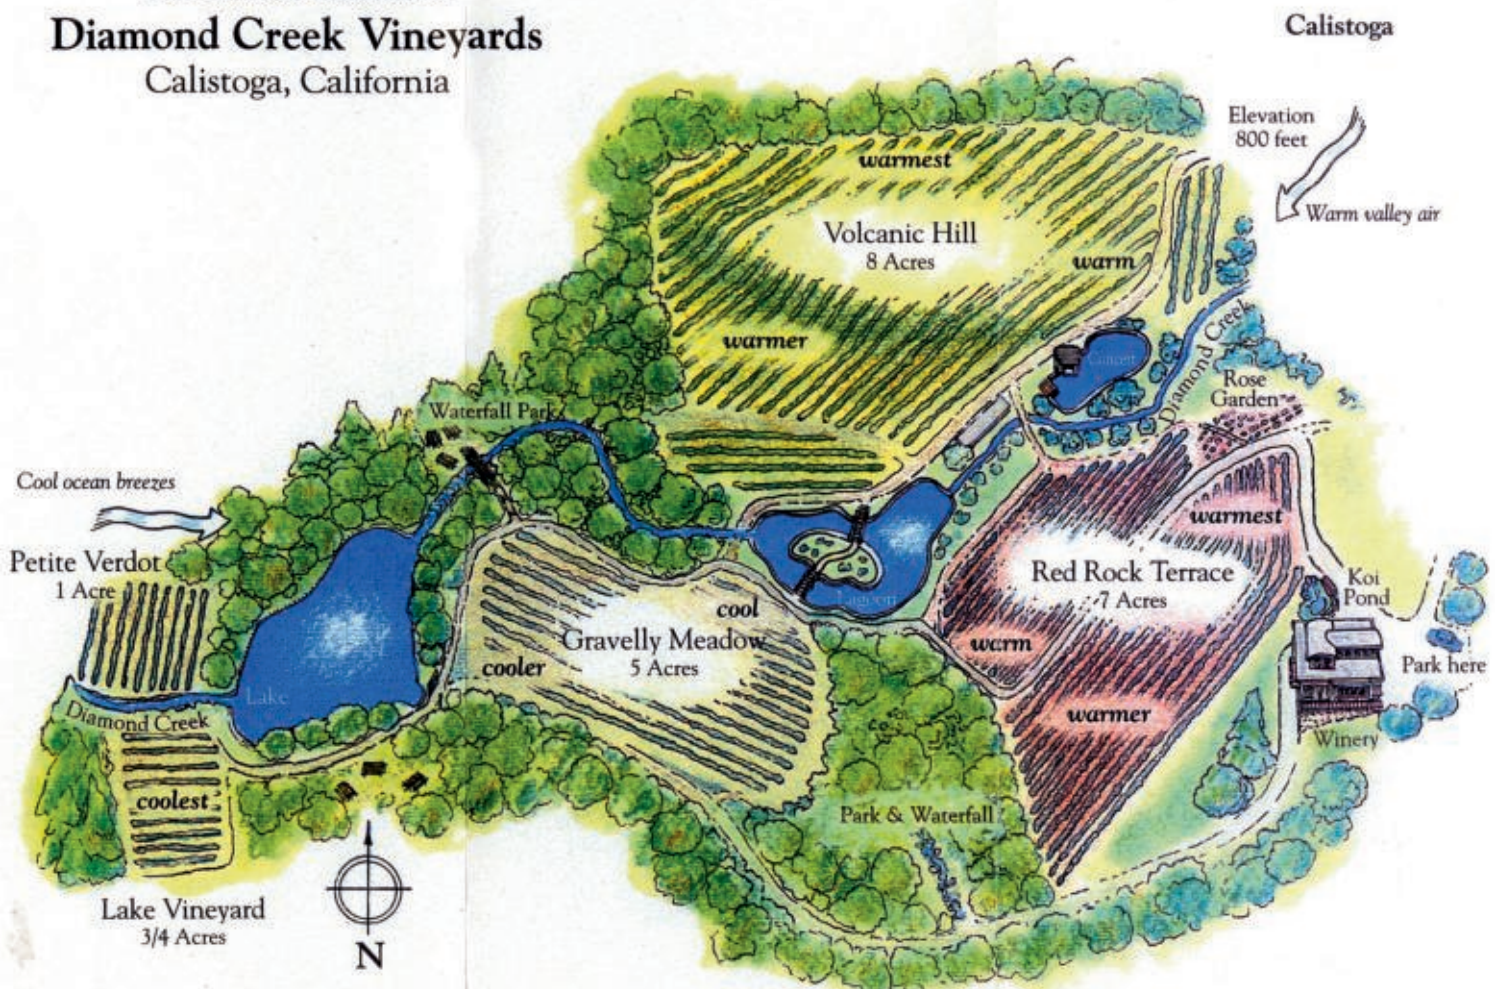 Diamond Creek Vineyards
Calistoga, California
Calistoga
Elevation
800 feet
Warm valley air
warmest
Volcanic Hill
8 Acres
warm
warmer
Diamond Creek
Rose
Garden
Waterfall Park
Cool ocean breezes
warmest
Petite Verdot
1 Acre
Red Rock Terrace
7 Acres
Koi
Pond
Lagoon
cool
Gravelly Meadow
5 Acres
cooler
warm
Park here
Lake
Diamond Creek
warmer
Winery
coolest
Park & Waterfall
Lake Vineyard
3/4 Acres
N